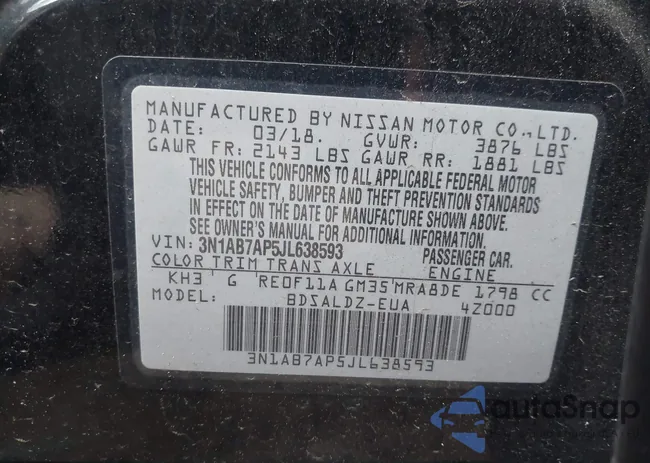 MANUFACTURED BY NISSAN MOTOR CO., LTD.
DATE: 03/18. GVWR: 3876 LBS
GAWR FR: 2143 LBS GAWR RR: 1881 LBS
THIS VEHICLE CONFORMS TO ALL APPLICABLE FEDERAL MOTOR
VEHICLE SAFETY, BUMPER AND THEFT PREVENTION STANDARDS
IN EFFECT ON THE DATE OF MANUFACTURE SHOWN ABOVE.
SEE OWNER'S MANUAL FOR ADDITIONAL INFORMATION.
VIN: 3N1AB7AP5JL638593 PASSENGER CAR.
COLOR TRIM TRANS AXLE ENGINE
KH3 G RE0F11A GM35 MRA8DE 1798 CC
MODEL: BDSALDZ-EUA 4Z000
3N1AB7AP5JL638593
autoSnap